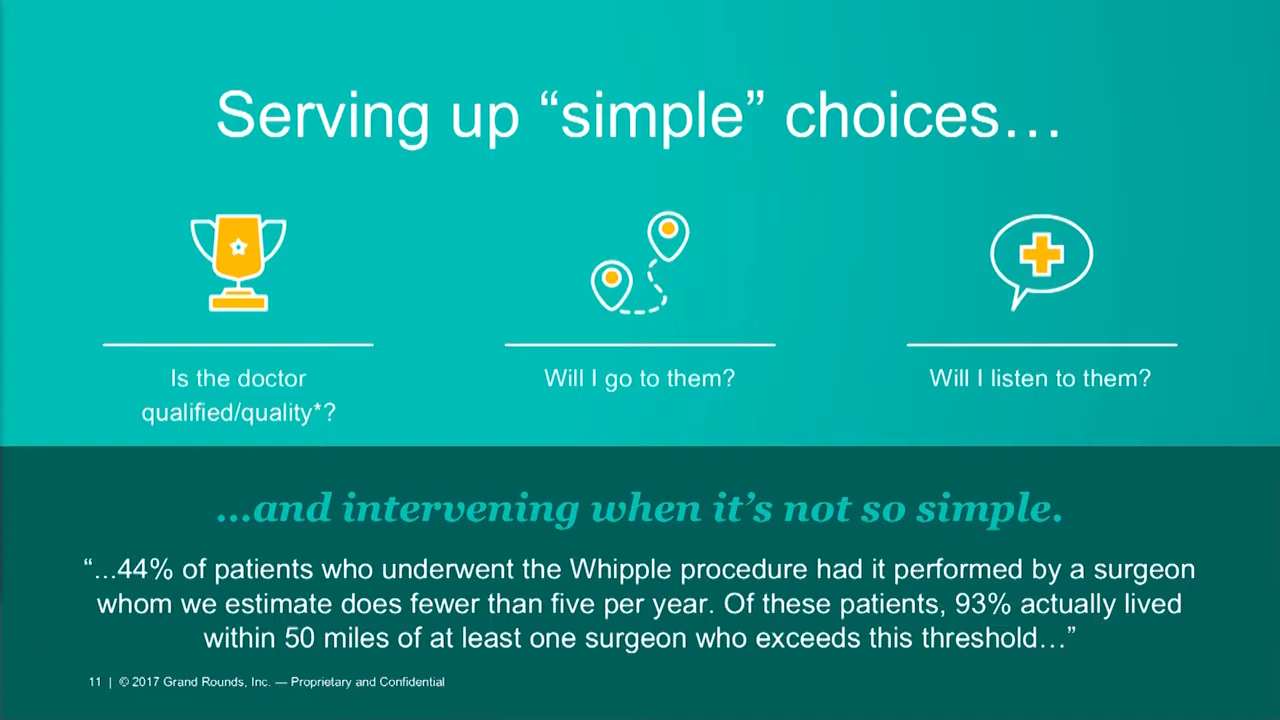 Serving up “simple” choices…
Is the doctor
qualified/quality*?
Will I go to them?
Will I listen to them?
…and intervening when it’s not so simple.
“...44% of patients who underwent the Whipple procedure had it performed by a surgeon
whom we estimate does fewer than five per year. Of these patients, 93% actually lived
within 50 miles of at least one surgeon who exceeds this threshold…”
11 | © 2017 Grand Rounds, Inc. — Proprietary and Confidential